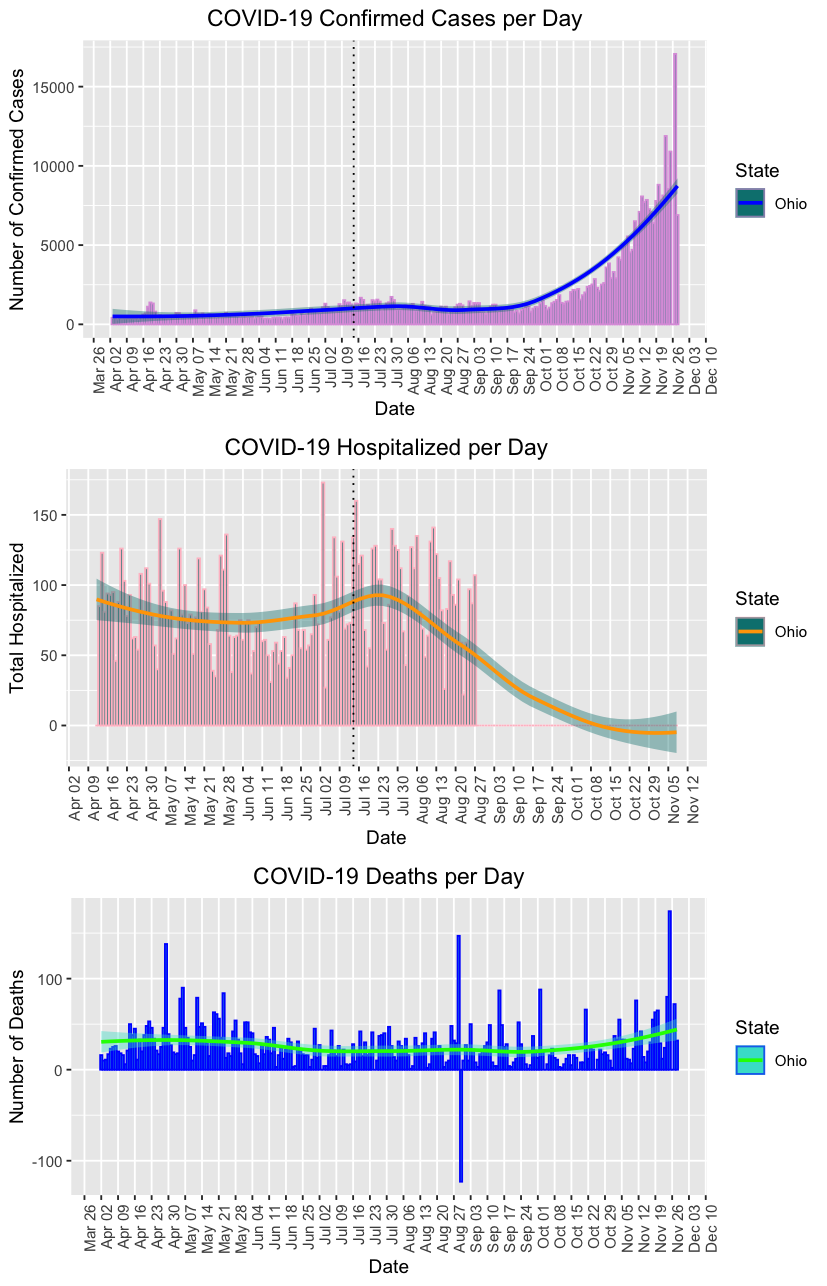 COVID-19 Confirmed Cases per Day
Number of Confirmed Cases
15000
10000
5000
0
Mar 26
Apr 02
Apr 09
Apr 16
Apr 23
Apr 30
May 07
May 14
May 21
May 28
Jun 04
Jun 11
Jun 18
Jun 25
Jul 02
Jul 09
Jul 16
Jul 23
Jul 30
Aug 06
Aug 13
Aug 20
Aug 27
Sep 03
Sep 10
Sep 17
Sep 24
Oct 01
Oct 08
Oct 15
Oct 22
Oct 29
Nov 05
Nov 12
Nov 19
Nov 26
Dec 03
Dec 10
Date
State
Ohio
COVID-19 Hospitalized per Day
Total Hospitalized
150
100
50
0
Apr 02
Apr 09
Apr 16
Apr 23
Apr 30
May 07
May 14
May 21
May 28
Jun 04
Jun 11
Jun 18
Jun 25
Jul 02
Jul 09
Jul 16
Jul 23
Jul 30
Aug 06
Aug 13
Aug 20
Aug 27
Sep 03
Sep 10
Sep 17
Sep 24
Oct 01
Oct 08
Oct 15
Oct 22
Oct 29
Nov 05
Nov 12
Date
State
Ohio
COVID-19 Deaths per Day
Number of Deaths
100
0
-100
Mar 26
Apr 02
Apr 09
Apr 16
Apr 23
Apr 30
May 07
May 14
May 21
May 28
Jun 04
Jun 11
Jun 18
Jun 25
Jul 02
Jul 09
Jul 16
Jul 23
Jul 30
Aug 06
Aug 13
Aug 20
Aug 27
Sep 03
Sep 10
Sep 17
Sep 24
Oct 01
Oct 08
Oct 15
Oct 22
Oct 29
Nov 05
Nov 12
Nov 19
Nov 26
Dec 03
Dec 10
Date
State
Ohio